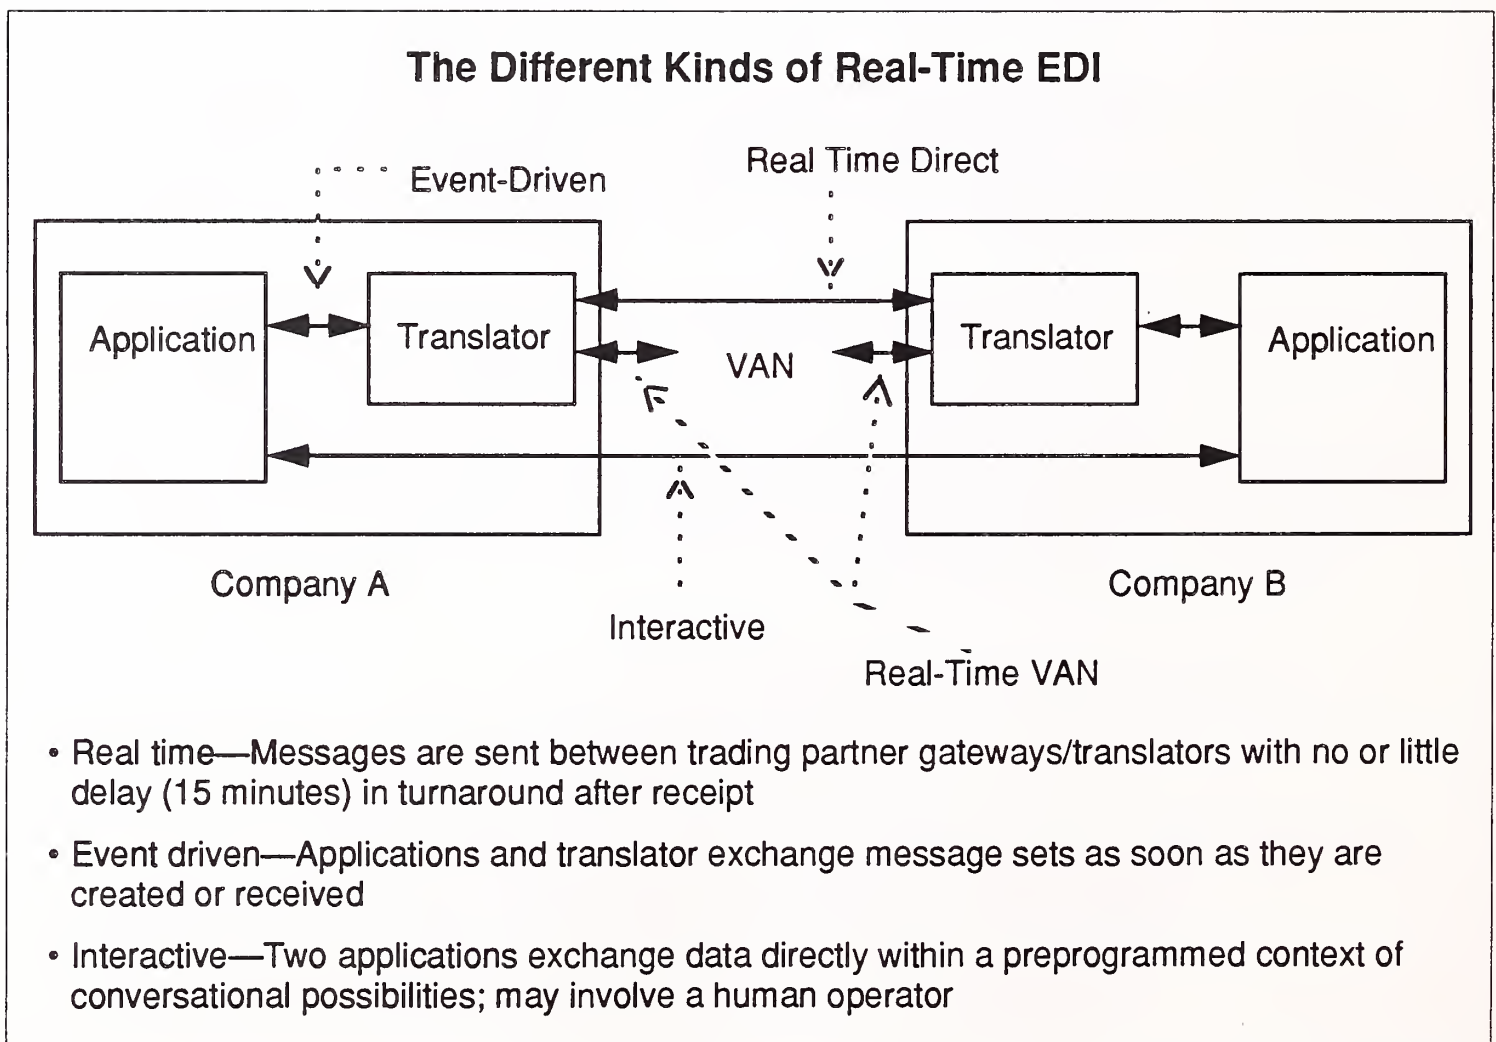 The Different Kinds of Real-Time EDI
Event-Driven
Real Time Direct
Application
Translator
VAN
Translator
Application
Company A
Company B
Interactive
Real-Time VAN
• Real time—Messages are sent between trading partner gateways/translators with no or little
delay (15 minutes) in turnaround after receipt
• Event driven—Applications and translator exchange message sets as soon as they are
created or received
• Interactive—Two applications exchange data directly within a preprogrammed context of
conversational possibilities; may involve a human operator